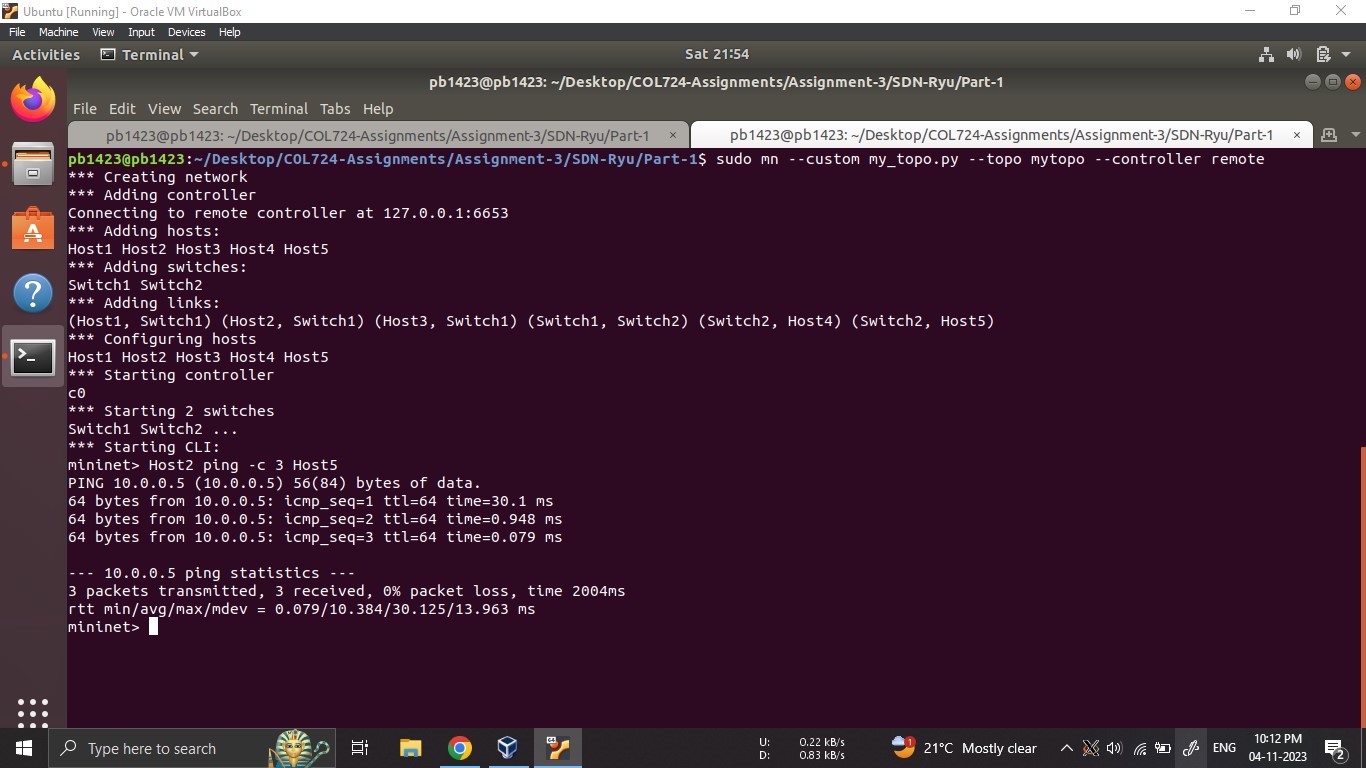 Ubuntu [Running] - Oracle VM VirtualBox
File Machine View Input Devices Help
Activities Terminal Sat 21:54
pb1423@pb1423: ~/Desktop/COL724-Assignments/Assignment-3/SDN-Ryu/Part-1
File Edit View Search Terminal Tabs Help
pb1423@pb1423: ~/Desktop/COL724-Assignments/Assignment-3/SDN-Ryu/Part-1 × pb1423@pb1423: ~/Desktop/COL724-Assignments/Assignment-3/SDN-Ryu/Part-1 ×
pb1423@pb1423:~/Desktop/COL724-Assignments/Assignment-3/SDN-Ryu/Part-1$ sudo mn --custom my_topo.py --topo mytopo --controller remote
*** Creating network
*** Adding controller
Connecting to remote controller at 127.0.0.1:6653
*** Adding hosts:
Host1 Host2 Host3 Host4 Host5
*** Adding switches:
Switch1 Switch2
*** Adding links:
(Host1, Switch1) (Host2, Switch1) (Host3, Switch1) (Switch1, Switch2) (Switch2, Host4) (Switch2, Host5)
*** Configuring hosts
Host1 Host2 Host3 Host4 Host5
*** Starting controller
c0
*** Starting 2 switches
Switch1 Switch2 ...
*** Starting CLI:
mininet> Host2 ping -c 3 Host5
PING 10.0.0.5 (10.0.0.5) 56(84) bytes of data.
64 bytes from 10.0.0.5: icmp_seq=1 ttl=64 time=30.1 ms
64 bytes from 10.0.0.5: icmp_seq=2 ttl=64 time=0.948 ms
64 bytes from 10.0.0.5: icmp_seq=3 ttl=64 time=0.079 ms
--- 10.0.0.5 ping statistics ---
3 packets transmitted, 3 received, 0% packet loss, time 2004ms
rtt min/avg/max/mdev = 0.079/10.384/30.125/13.963 ms
mininet>
Type here to search
U: 0.22 kB/s
D: 0.83 kB/s
1
21°C Mostly clear
ENG
10:12 PM
04-11-2023
2